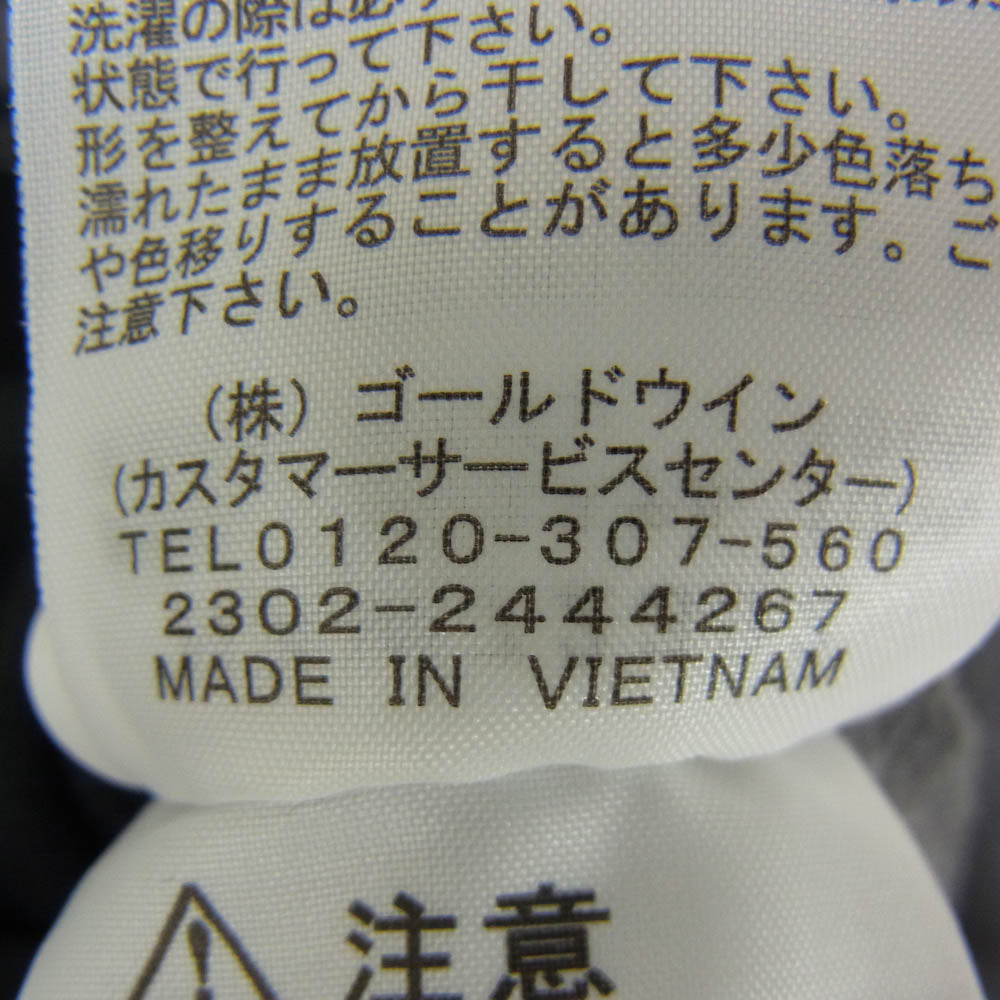 洗濯の際は必
状態で行って下さい。
形を整えてから干して下さい。
濡れたまま放置すると多少色落ち
や色移りすることがあります。ご
注意下さい。
(株) ゴールドウイン
(カスタマーサービスセンター)
TEL0120-307-560
2302-2444267
MADE IN VIETNAM
注意